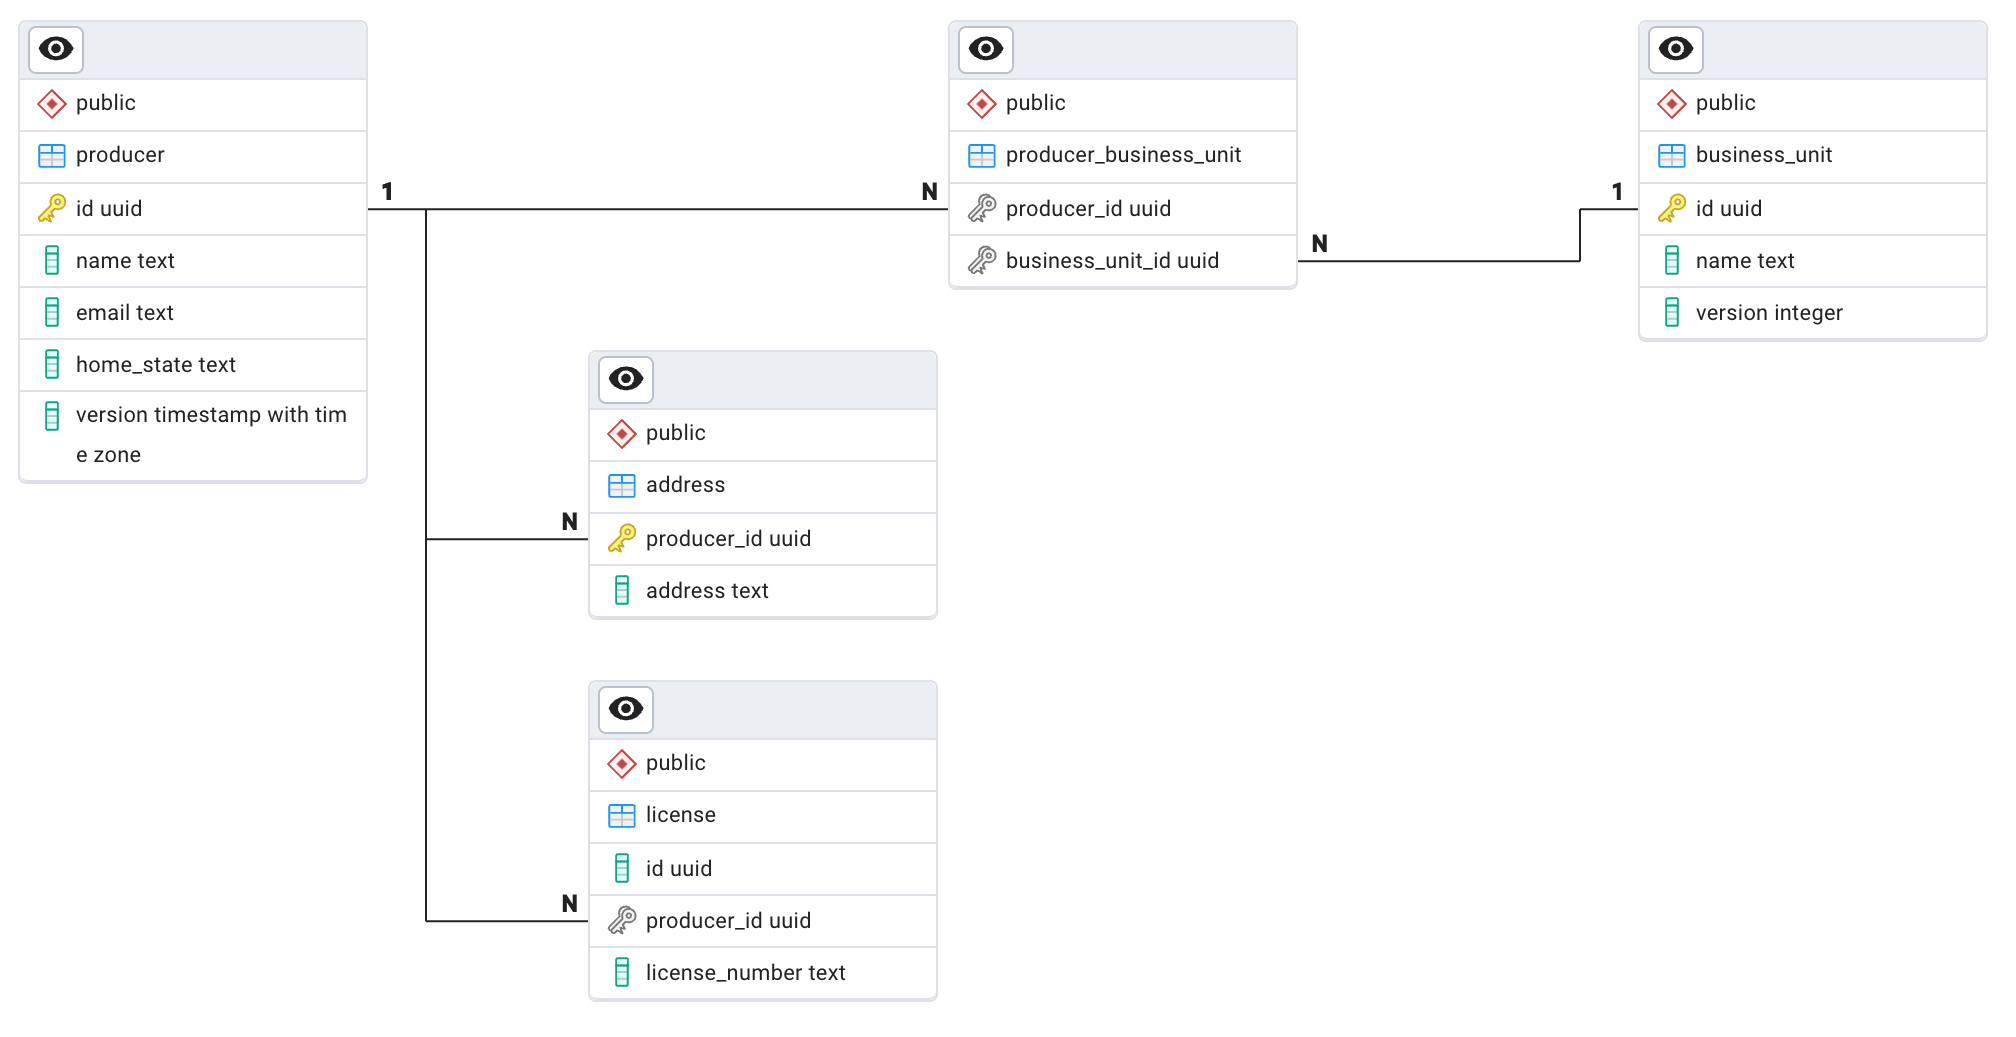 public
producer
id uuid
name text
email text
home_state text
version timestamp with tim
e zone
1
N
public
producer_business_unit
producer_id uuid
business_unit_id uuid
N
1
public
business_unit
id uuid
name text
version integer
N
public
address
producer_id uuid
address text
N
public
license
id uuid
producer_id uuid
license_number text